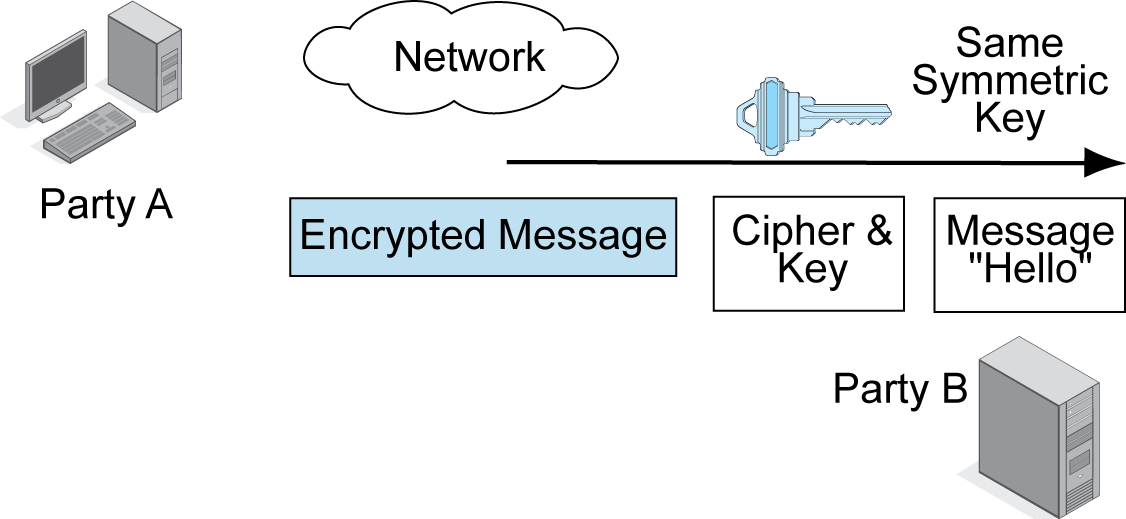 Network
Same
Symmetric
Key
Party A
Encrypted Message
Cipher &
Key
Message
"Hello"
Party B